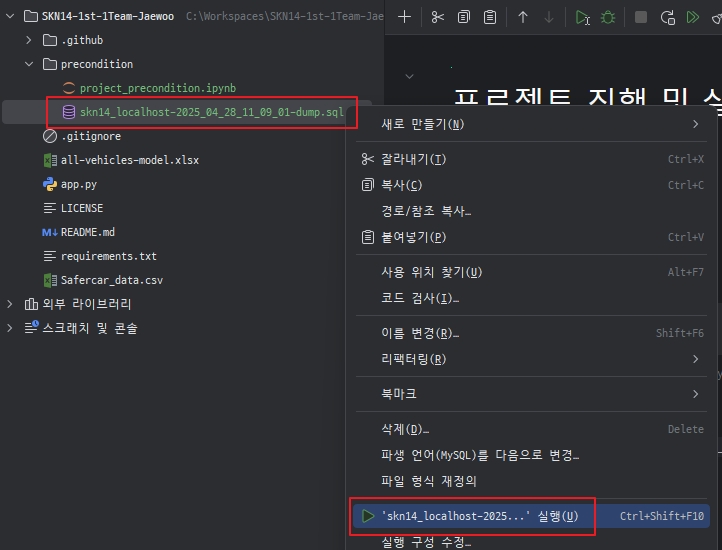 SKN14-1st-1Team-Jaewoo C:\Workspaces\SKN14-1st-1Team-Jae
.github
precondition
project_precondition.ipynb
skn14_localhost-2025_04_28_11_09_01-dump.sql
.gitignore
all-vehicles-model.xlsx
app.py
LICENSE
README.md
requirements.txt
Safercar_data.csv
외부 라이브러리
스크래치 및 콘솔
프로젝트 진행 및
새로 만들기(N)
잘라내기(T) Ctrl+X
복사(C) Ctrl+C
경로/참조 복사…
붙여넣기(P) Ctrl+V
사용 위치 찾기(U) Alt+F7
코드 검사(I)…
이름 변경(R)… Shift+F6
리팩터링(R)
북마크
삭제(D)… Delete
파생 언어(MySQL)를 다음으로 변경…
파일 형식 재정의
'skn14_localhost-2025...' 실행(U) Ctrl+Shift+F10
실행 구성 수정…